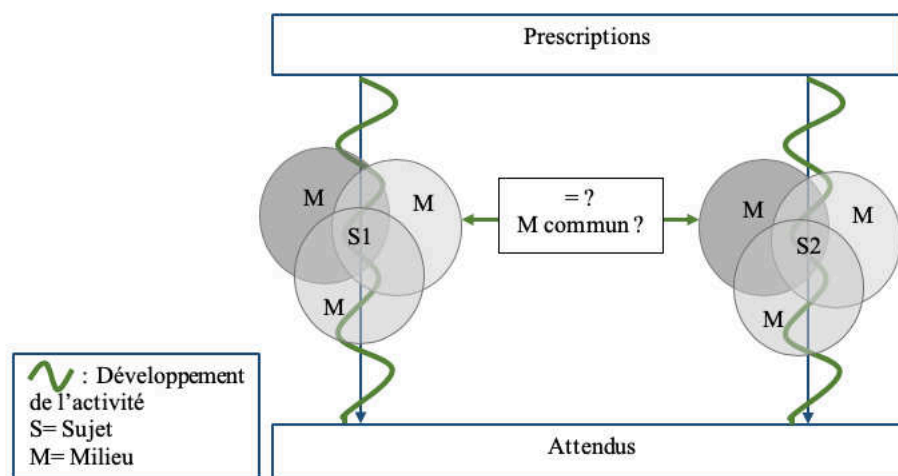 Prescriptions
M
M
S1
M
= ?
M commun ?
M
M
S2
M
: Développement
de l’activité
S= Sujet
M= Milieu
Attendus